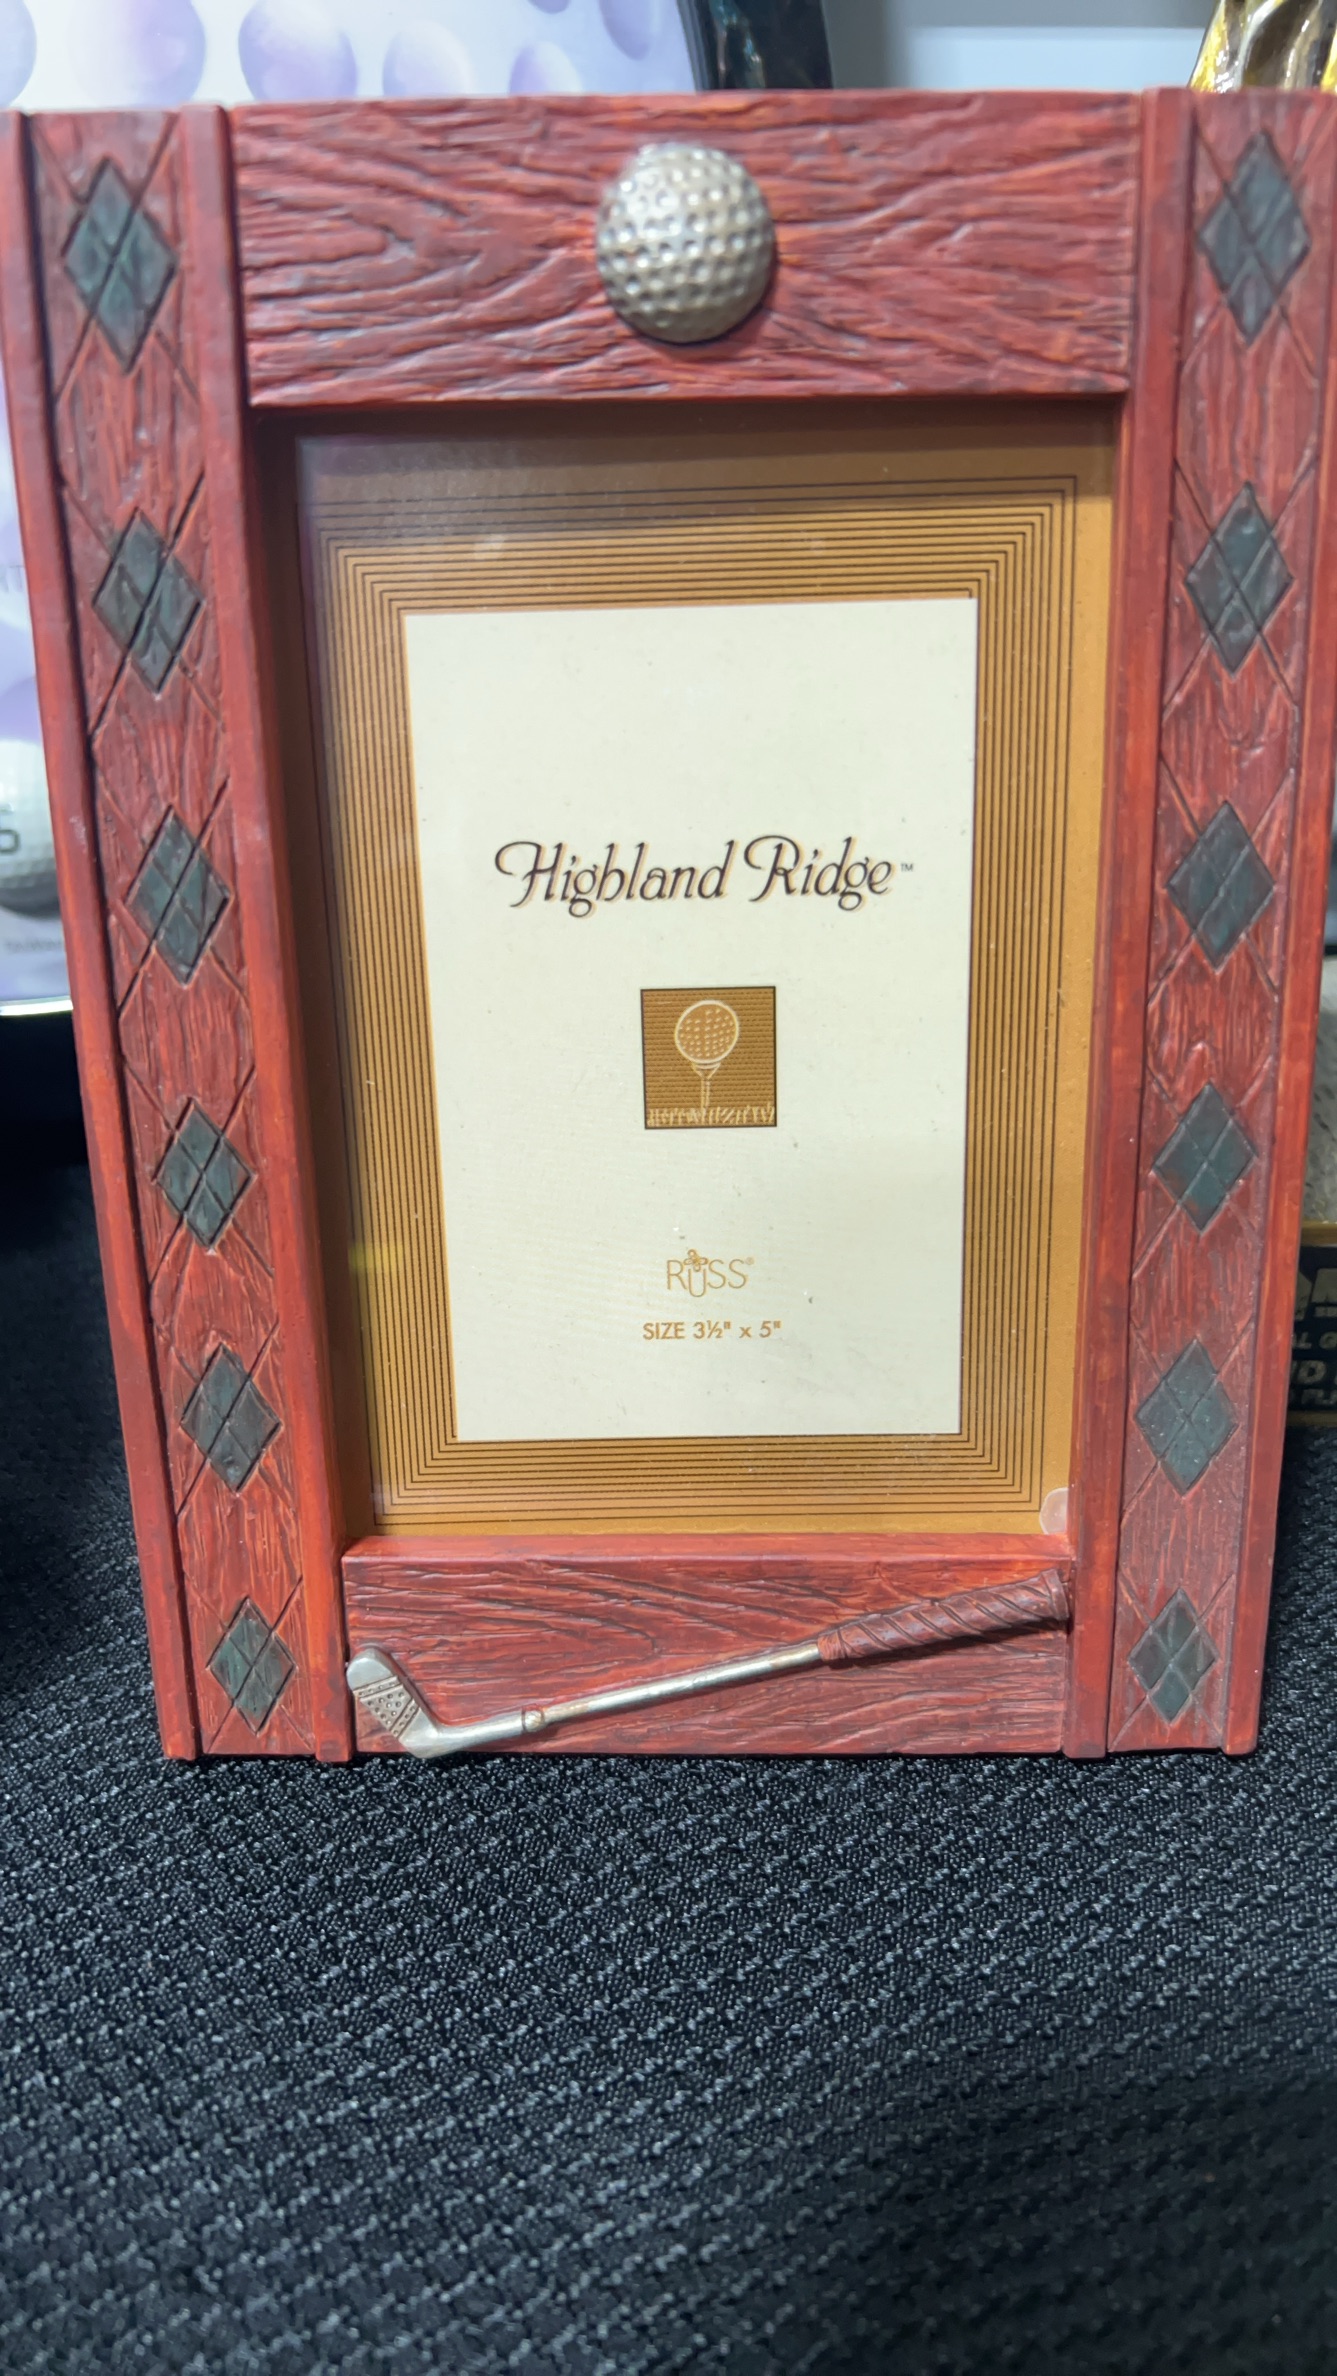 Highland Ridge™
RUSS®
SIZE 3½" x 5"